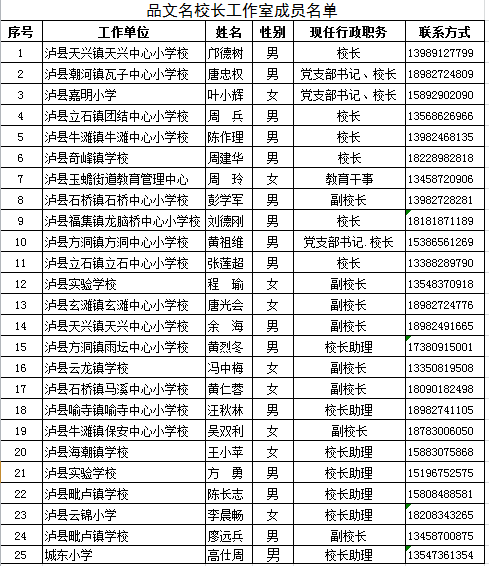 品文名校长工作室成员名单
序号 工作单位 姓名 性别 现任行政职务 联系方式
1 泸县天兴镇天兴中心小学校 邝德树 男 校长 13989127799
2 泸县潮河镇瓦子中心小学校 唐忠权 男 党支部书记、校长 18982724809
3 泸县嘉明小学 叶小辉 女 党支部书记、校长 15892902090
4 泸县立石镇团结中心小学校 周 兵 男 校长 13568626966
5 泸县牛滩镇牛滩中心小学校 陈作理 男 校长 13982468135
6 泸县奇峰镇学校 周建华 男 校长 18228982818
7 泸县玉蟾街道教育管理中心 周 玲 女 教育干事 13458720906
8 泸县石桥镇石桥中心小学校 彭学军 男 副校长 13982728281
9 泸县福集镇龙脑桥中心小学校 刘德刚 男 校长 18181871189
10 泸县方洞镇方洞中心小学校 黄祖维 男 党支部书记.校长 15386561269
11 泸县立石镇立石中心小学校 张莲超 男 校长 13388289790
12 泸县实验学校 程 瑜 女 副校长 13548370918
13 泸县玄滩镇玄滩中心小学校 唐光会 女 副校长 18982724776
14 泸县天兴镇天兴中心小学校 余 海 男 副校长 18982491665
15 泸县方洞镇雨坛中心小学校 黄烈冬 男 校长助理 17380915001
16 泸县云龙镇学校 冯中梅 女 副校长 13350819508
17 泸县石桥镇马溪中心小学校 黄仁蓉 女 副校长 18090182498
18 泸县喻寺镇喻寺中心小学校 汪秋林 男 校长助理 18982741105
19 泸县牛滩镇保安中心小学校 吴双利 女 副校长 18783006050
20 泸县海潮镇学校 王小苹 女 校长助理 15883075868
21 泸县实验学校 方 勇 男 校长助理 15196752575
22 泸县毗卢镇学校 陈长志 男 校长助理 15808488581
23 泸县云锦小学 李晨畅 女 校长助理 18208343265
24 泸县毗卢镇学校 廖远兵 男 副校长 13458700875
25 城东小学 高仕周 男 校长助理 13547361354